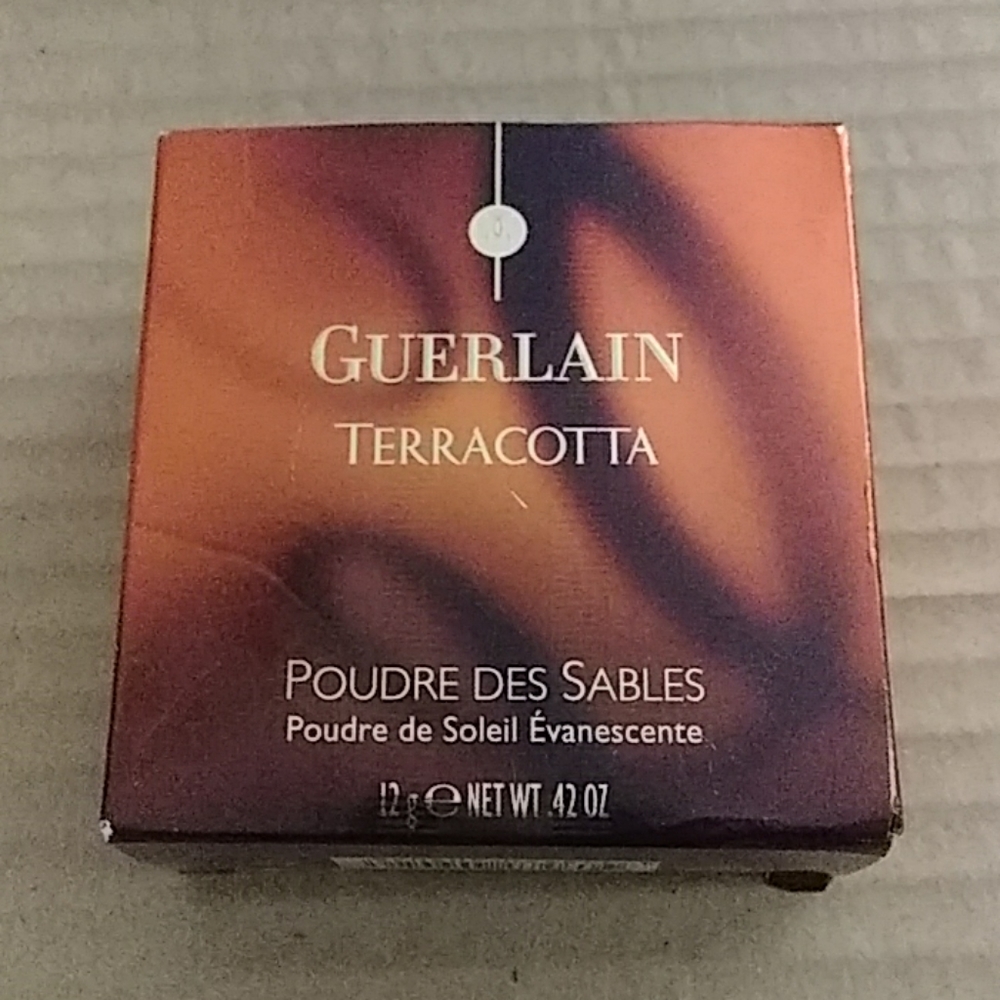 GUERLAIN
TERRACOTTA
POUDRE DES SABLES
Poudre de Soleil Évanescente
12 g ℮ NET WT .42 OZ